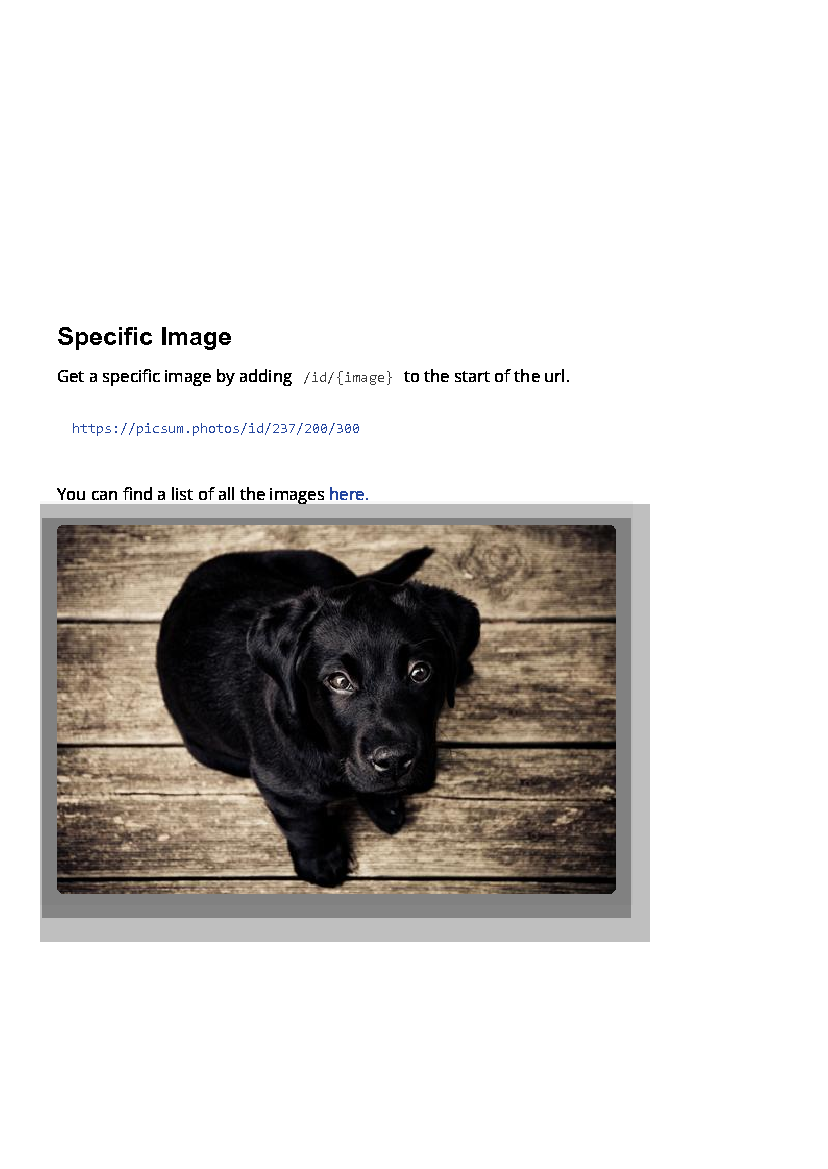 Specific Image
Get a specific image by adding /id/{image} to the start of the url.
https://picsum.photos/id/237/200/300
You can find a list of all the images here.